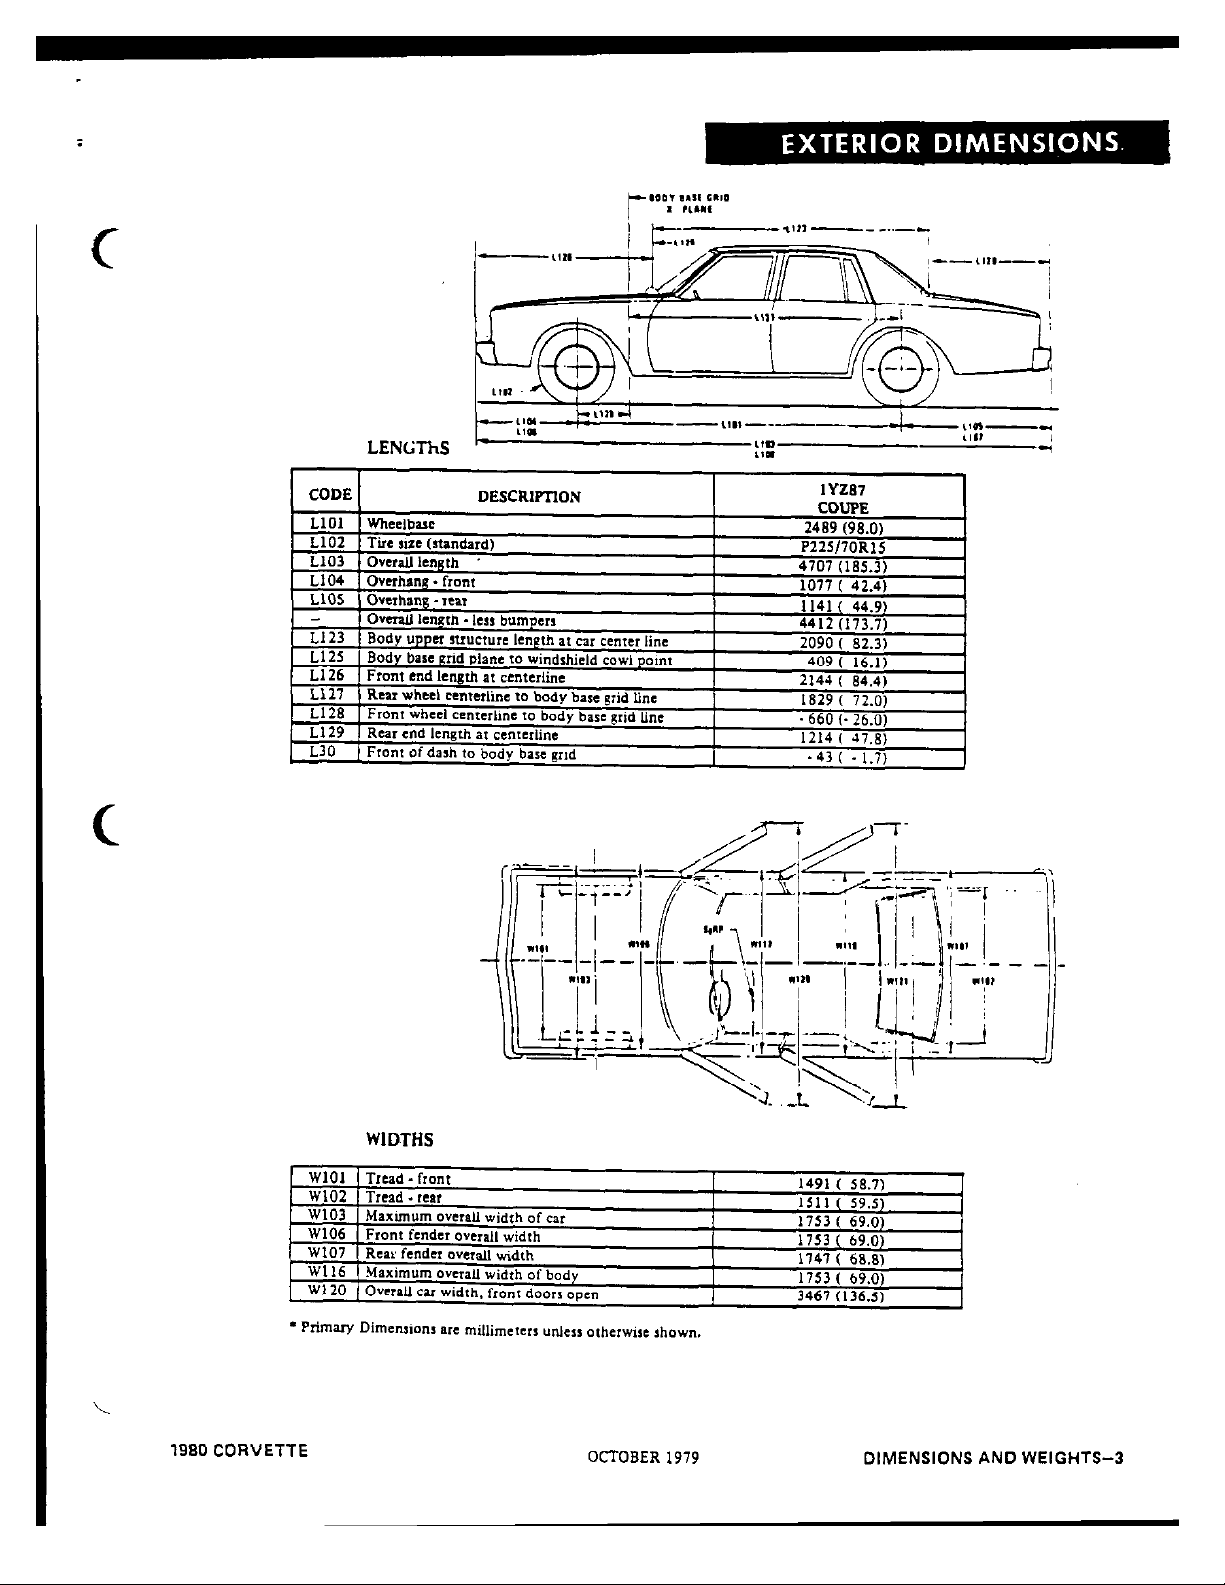 EXTERIOR DIMENSIONS.
BODY BASE GRID
X PLANE
L123
L125
L126
L129
L127
L102
L128
L104
L106
L101
L105
L107
L103
L108
LENGThS
CODE DESCRIPTION 1YZ87 COUPE
L101 Wheelbase 2489 (98.0)
L102 Tire size (standard) P225/70R15
L103 Overall length 4707 (185.3)
L104 Overhang - front 1077 ( 42.4)
L105 Overhang - rear 1141 ( 44.9)
– Overall length - less bumpers 4412 (173.7)
L123 Body upper structure length at car center line 2090 ( 82.3)
L125 Body base grid plane to windshield cowl point 409 ( 16.1)
L126 Front end length at centerline 2144 ( 84.4)
L127 Rear wheel centerline to body base grid line 1829 ( 72.0)
L128 Front wheel centerline to body base grid line - 660 (- 26.0)
L129 Rear end length at centerline 1214 ( 47.8)
L30 Front of dash to body base grid - 43 ( - 1.7)
SgRP
W101
W106
W117
W116
W107
W103
W120
W121
W102
WIDTHS
W101 Tread - front 1491 ( 58.7)
W102 Tread - rear 1511 ( 59.5)
W103 Maximum overall width of car 1753 ( 69.0)
W106 Front fender overall width 1753 ( 69.0)
W107 Rear fender overall width 1747 ( 68.8)
W116 Maximum overall width of body 1753 ( 69.0)
W120 Overall car width, front doors open 3467 (136.5)
* Primary Dimensions are millimeters unless otherwise shown.
1980 CORVETTE OCTOBER 1979 DIMENSIONS AND WEIGHTS–3